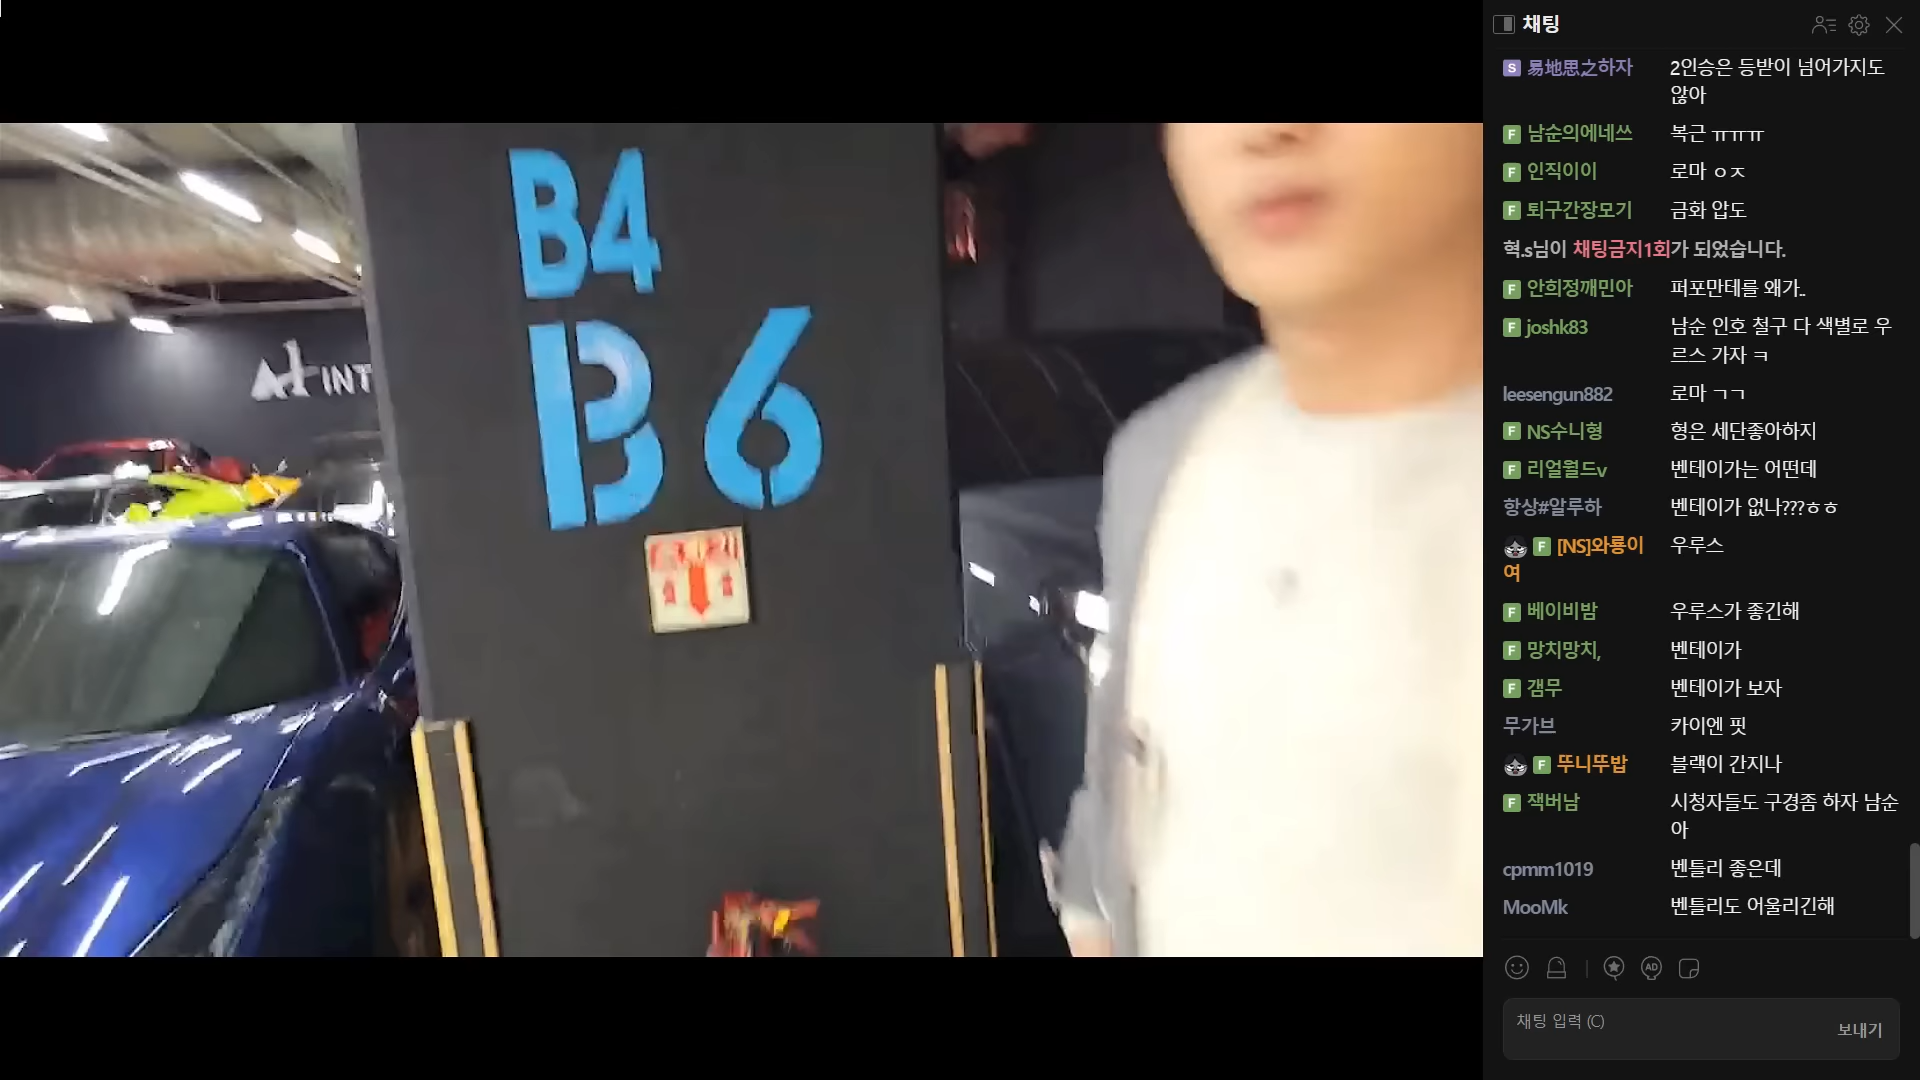 B4
B6
INT
채팅
易地思之하자 2인승은 등받이 넘어가지도
않아
남순의에네쓰 복근 ㅠㅠㅠ
인직이이 로마 ㅇㅈ
퇴구간장모기 금화 압도
혁.s님이 채팅금지1회가 되었습니다.
안희정깨민아 퍼포만테를 왜가..
joshk83 남순 인호 철구 다 색별로 우
르스 가자 ㅋ
leesengun882 로마 ㄱㄱ
NS수니형 형은 세단좋아하지
리얼월드v 벤테이가는 어떤데
항상#알루하 벤테이가 없나???ㅎㅎ
[NS]와룡이 우루스
여
베이비밤 우루스가 좋긴해
망치망치, 벤테이가
갬무 벤테이가 보자
무가브 카이엔 핏
뚜니뚜밥 블랙이 간지나
잭버남 시청자들도 구경좀 하자 남순
아
cpmm1019 벤틀리 좋은데
MooMk 벤틀리도 어울리긴해
채팅 입력 (C)
보내기